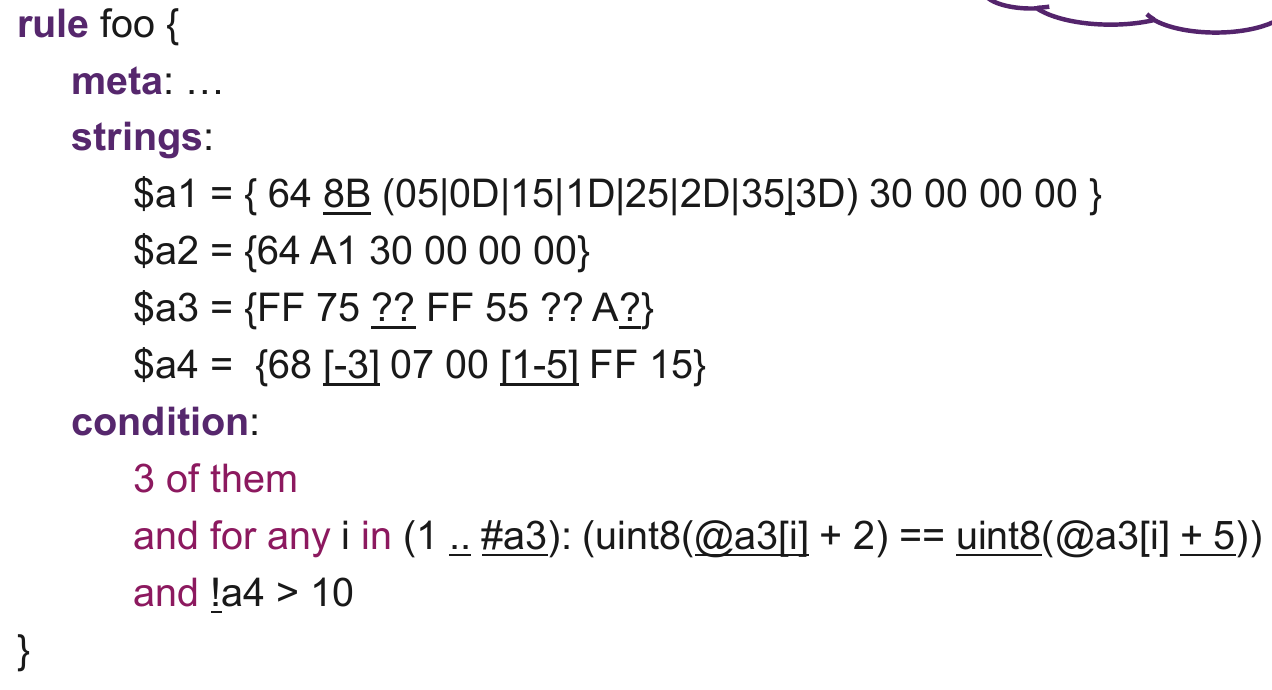 rule foo {
meta: …
strings:
$a1 = { 64 8B (05|0D|15|1D|25|2D|35|3D) 30 00 00 00 }
$a2 = {64 A1 30 00 00 00}
$a3 = {FF 75 ?? FF 55 ?? A?}
$a4 = {68 [-3] 07 00 [1-5] FF 15}
condition:
3 of them
and for any i in (1 .. #a3): (uint8(@a3[i] + 2) == uint8(@a3[i] + 5))
and !a4 > 10
}